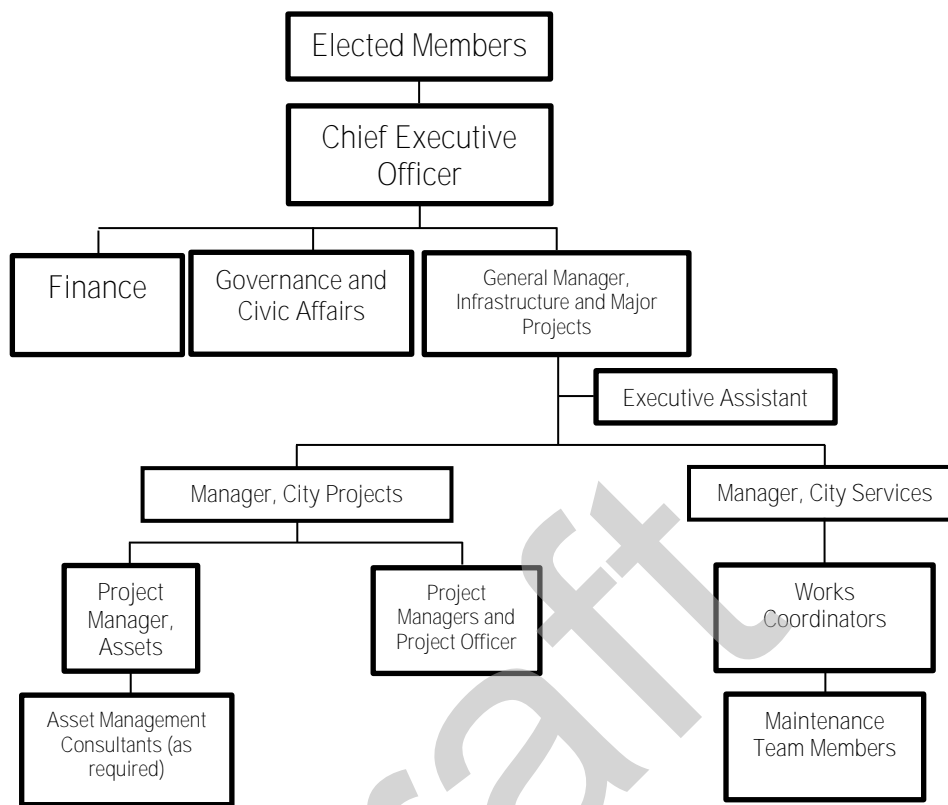 Elected Members
Chief Executive
Officer
Finance
Governance and
Civic Affairs
General Manager,
Infrastructure and Major
Projects
Executive Assistant
Manager, City Projects
Manager, City Services
Project
Manager,
Assets
Project
Managers and
Project Officer
Works
Coordinators
Asset Management
Consultants (as
required)
Maintenance
Team Members
raft